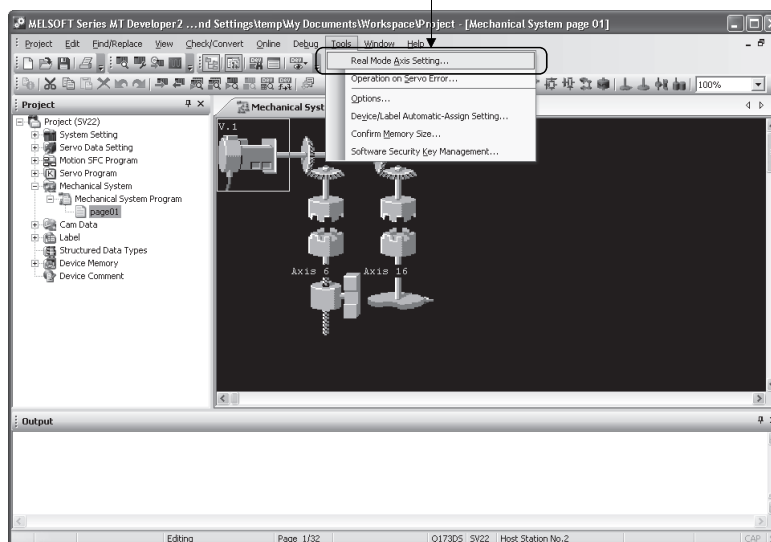 MELSOFT Series MT Developer2 ...nd Settings\temp\My Documents\Workspace\Project - [Mechanical System page 01]
Project Edit Find/Replace View Check/Convert Online Debug Tools Window Help
Real Mode Axis Setting...
Operation on Servo Error...
Options...
Device/Label Automatic-Assign Setting...
Confirm Memory Size...
Software Security Key Management...
100%
Project
Project (SV22)
System Setting
Servo Data Setting
Motion SFC Program
Servo Program
Mechanical System
Mechanical System Program
page01
Cam Data
Label
Structured Data Types
Device Memory
Device Comment
Mechanical Syst
V.1
Axis 6 Axis 16
Output
Editing Page 1/32 Q173DS SV22 Host Station No.2 CAP